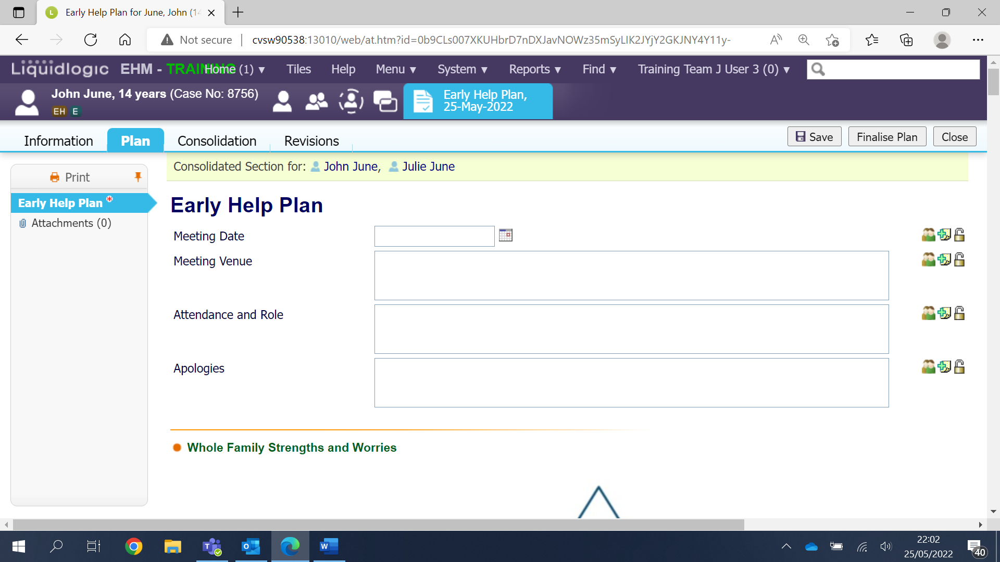 Early Help Plan for June, John (14
Not secure cvsw90538:13010/web/at.htm?id=0b9CLs007XKUHbrD7nDXJavNOWz35mSyLIK2JYjY2GKJNY4Y11y-
Liquidlogic EHM - TRAINING Home (1) ▼ Tiles Help Menu ▼ System ▼ Reports ▼ Find ▼ Training Team J User 3 (0) ▼
John June, 14 years (Case No: 8756)
EH E
Early Help Plan,
25-May-2022
Information Plan Consolidation Revisions Save Finalise Plan Close
Consolidated Section for: John June, Julie June
Print
Early Help Plan *
Attachments (0)
Early Help Plan
Meeting Date
Meeting Venue
Attendance and Role
Apologies
Whole Family Strengths and Worries
22:02
25/05/2022
40